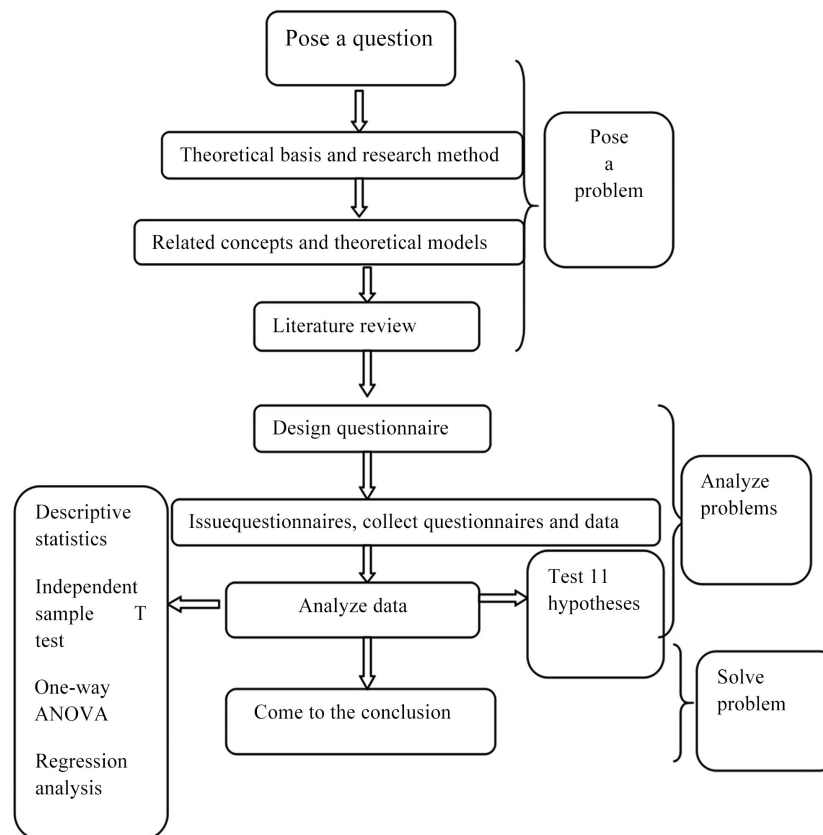 Pose a question
Theoretical basis and research method
Pose
a
problem
Related concepts and theoretical models
Literature review
Design questionnaire
Analyze
problems
Issuequestionnaires, collect questionnaires and data
Descriptive
statistics
Independent
sample T
test
One-way
ANOVA
Regression
analysis
Analyze data
Test 11
hypotheses
Come to the conclusion
Solve
problem